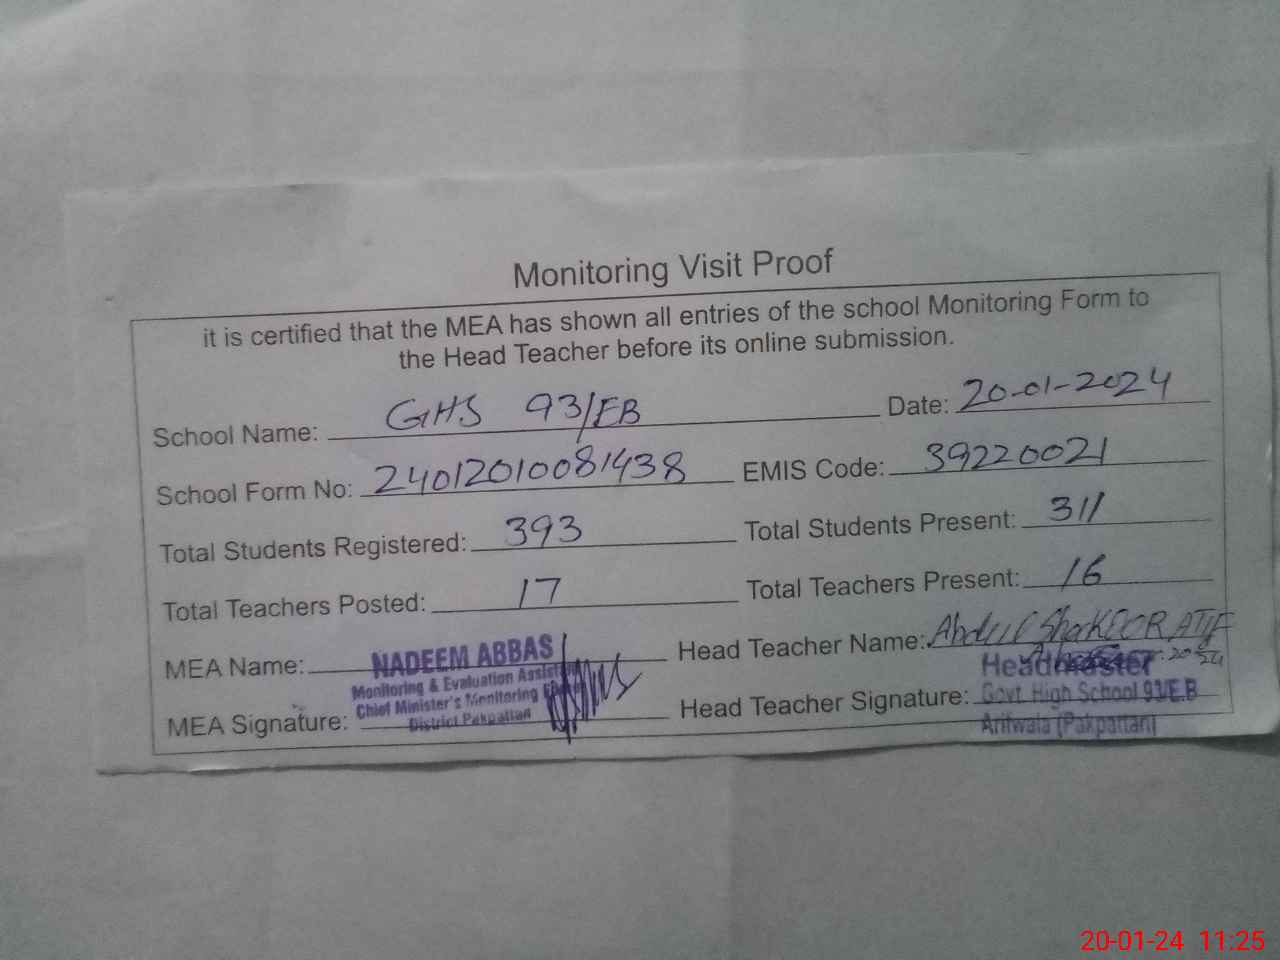 Monitoring Visit Proof
it is certified that the MEA has shown all entries of the school Monitoring Form to
the Head Teacher before its online submission.
School Name: GHS 93/EB Date: 20-01-2024
School Form No: 24012010081438 EMIS Code: 39220021
Total Students Registered: 393 Total Students Present: 311
Total Teachers Posted: 17 Total Teachers Present: 16
MEA Name: NADEEM ABBAS Head Teacher Name: Abdul ShakOOR ATIF
Monitoring & Evaluation Assist
Chief Minister's Monitoring
District Pakpattan
MEA Signature: Head Teacher Signature:
Headmaster
Govt. High School 93/E.B
Arifwala (Pakpattan)
20-01-24 11:25